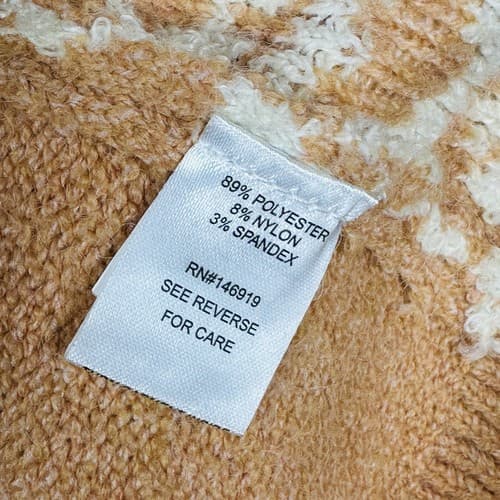 89% POLYESTER
8% NYLON
3% SPANDEX
RN#146919
SEE REVERSE
FOR CARE